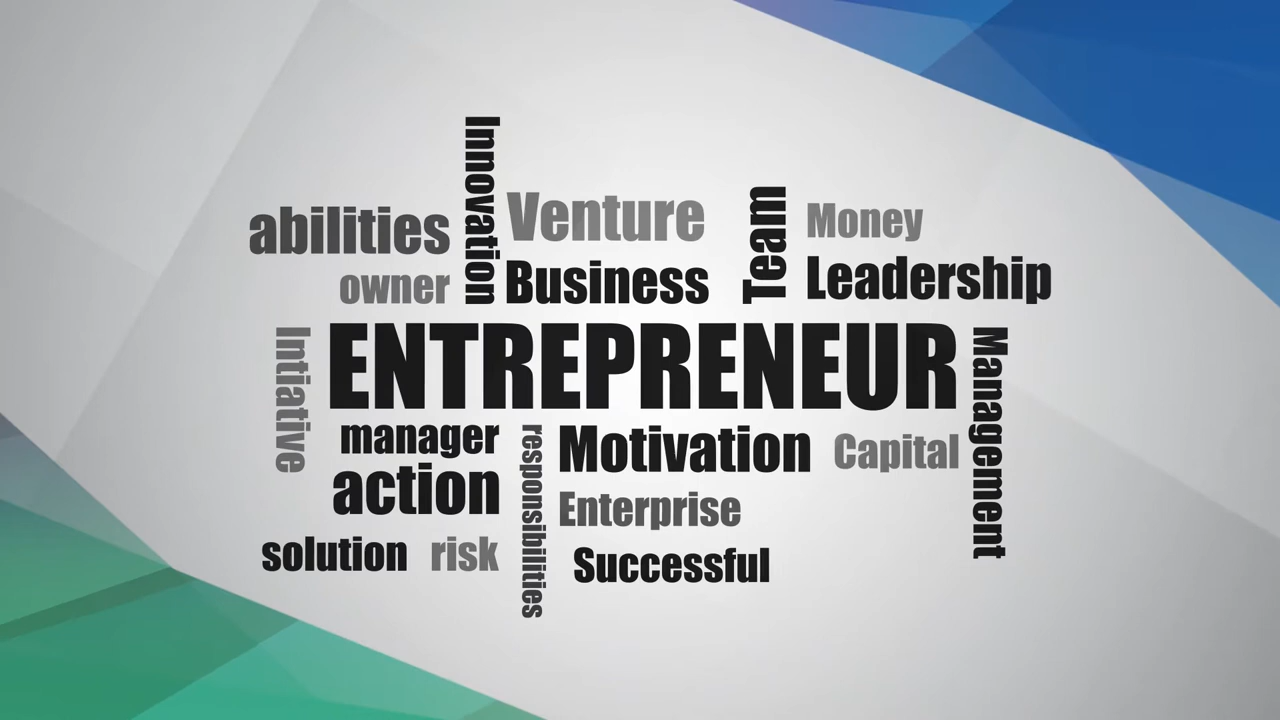 Innovation
abilities
Venture
Team
Money
owner
Business
Leadership
Intiative
ENTREPRENEUR
Management
manager
responsibilities
Motivation
Capital
action
Enterprise
solution
risk
Successful